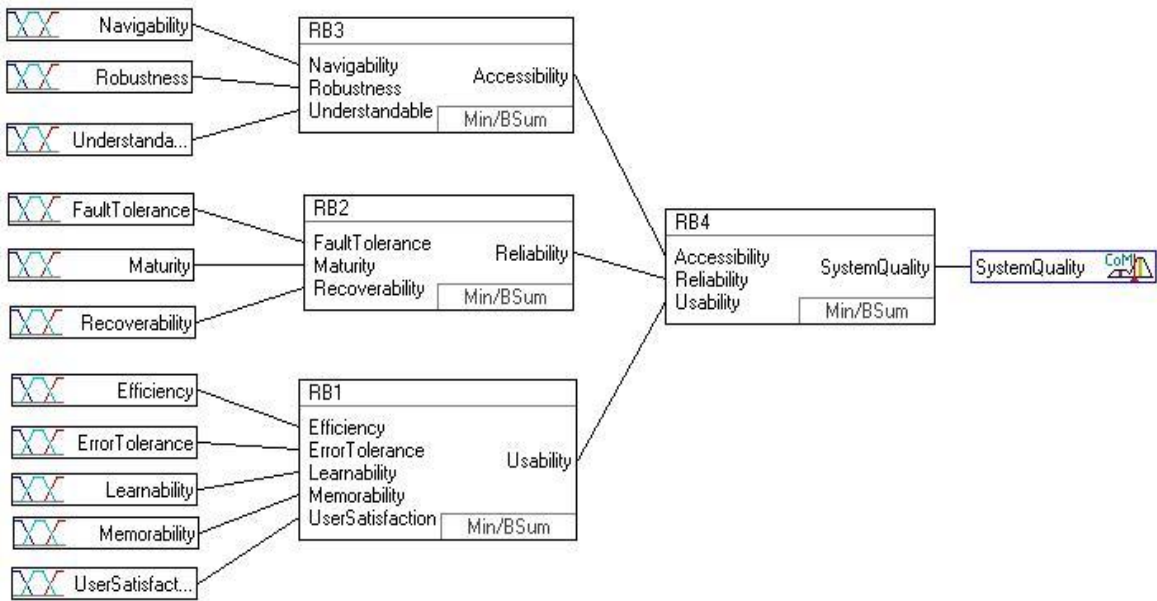 Navigability
Robustness
Understanda...
RB3
Navigability
Robustness
Understandable
Accessibility
Min/BSum
FaultTolerance
Maturity
Recoverability
RB2
FaultTolerance
Maturity
Recoverability
Reliability
Min/BSum
Efficiency
ErrorTolerance
Learnability
Memorability
UserSatisfact...
RB1
Efficiency
ErrorTolerance
Learnability
Memorability
UserSatisfaction
Usability
Min/BSum
RB4
Accessibility
Reliability
Usability
SystemQuality
Min/BSum
SystemQuality
CoM